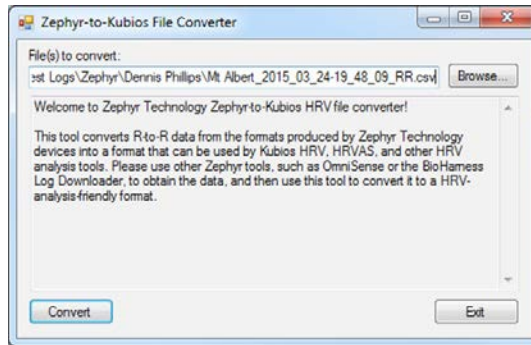 Zephyr-to-Kubios File Converter
File(s) to convert:
est Logs\Zephyr\Dennis Phillips\Mt Albert_2015_03_24-19_48_09_RR.csv
Browse...
Welcome to Zephyr Technology Zephyr-to-Kubios HRV file converter!
This tool converts R-to-R data from the formats produced by Zephyr Technology
devices into a format that can be used by Kubios HRV, HRVAS, and other HRV
analysis tools. Please use other Zephyr tools, such as OmniSense or the BioHarness
Log Downloader, to obtain the data, and then use this tool to convert it to a HRV-
analysis-friendly format.
Convert
Exit